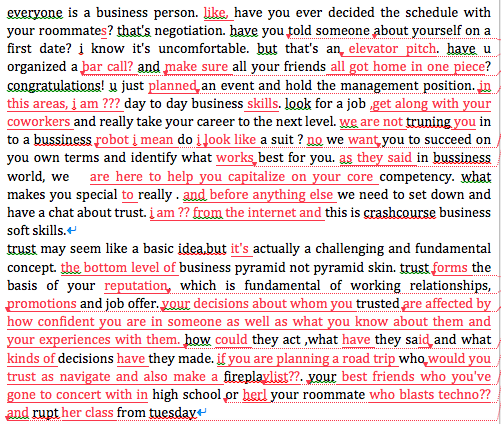 everyone is a business person. like, have you ever decided the schedule with
your roommates? that's negotiation. have you told someone about yourself on a
first date? i know it's uncomfortable. but that's an elevator pitch. have u
organized a bar call? and make sure all your friends all got home in one piece?
congratulations! u just planned an event and hold the management position. in
this areas, i am ??? day to day business skills. look for a job ,get along with your
coworkers and really take your career to the next level. we are not truning you in
to a bussiness robot i mean do i look like a suit ? no we want you to succeed on
you own terms and identify what works best for you. as they said in bussiness
world, we are here to help you capitalize on your core competency. what
makes you special to really . and before anything else we need to set down and
have a chat about trust. i am ?? from the internet and this is crashcourse business
soft skills.
trust may seem like a basic idea,but it's actually a challenging and fundamental
concept. the bottom level of business pyramid not pyramid skin. trust forms the
basis of your reputation, which is fundamental of working relationships,
promotions and job offer. your decisions about whom you trusted are affected by
how confident you are in someone as well as what you know about them and
your experiences with them. how could they act ,what have they said and what
kinds of decisions have they made. if you are planning a road trip who would you
trust as navigate and also make a fireplaylist??. your best friends who you've
gone to concert with in high school or herl your roommate who blasts techno??
and rupt her class from tuesday